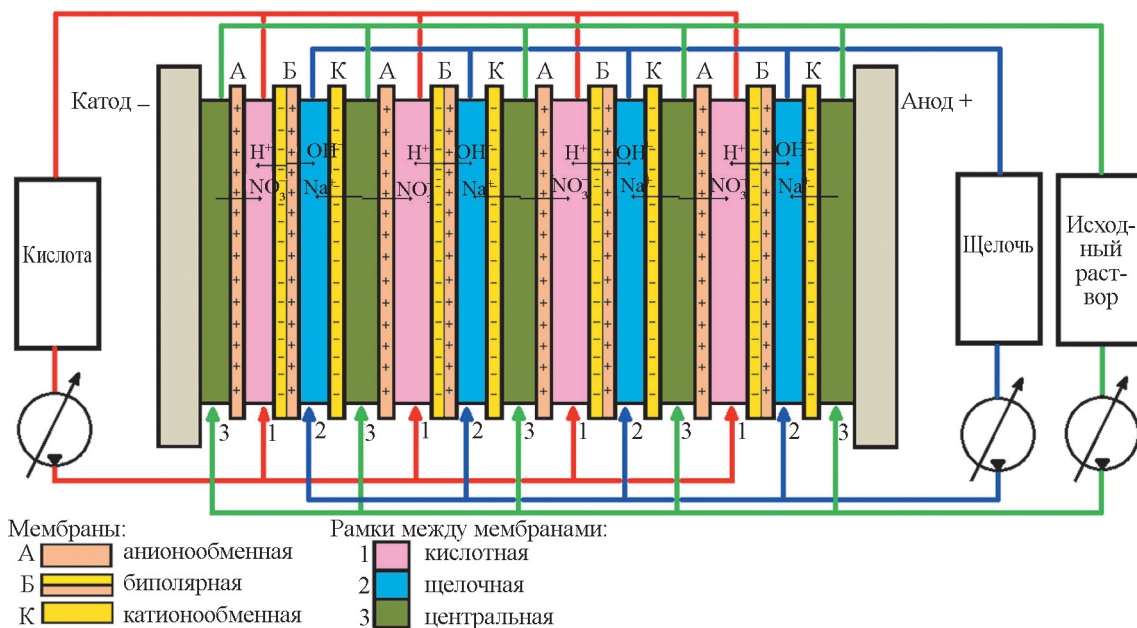 А Б К А Б К А Б К А Б К
Катод –
Анод +
H⁺ OH⁻ H⁺ OH⁻ H⁺ OH⁻ H⁺ OH⁻
NO₃⁻ Na⁺ NO₃⁻ Na⁺ NO₃⁻ Na⁺ NO₃⁻ Na⁺
Кислота
Щелочь
Исход-
ный
раст-
вор
3 1 2 3 1 2 3 1 2 3 1 2 3
Мембраны:
А анионообменная
Б биполярная
К катионообменная
Рамки между мембранами:
1 кислотная
2 щелочная
3 центральная